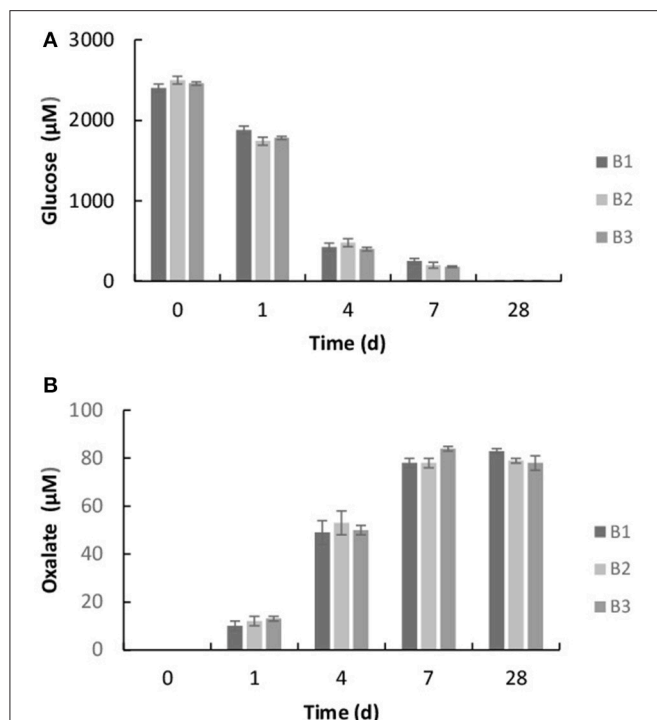 A
3000
2000
1000
0
Glucose (μM)
0 1 4 7 28
Time (d)
B1
B2
B3
B
100
80
60
40
20
0
Oxalate (μM)
0 1 4 7 28
Time (d)
B1
B2
B3